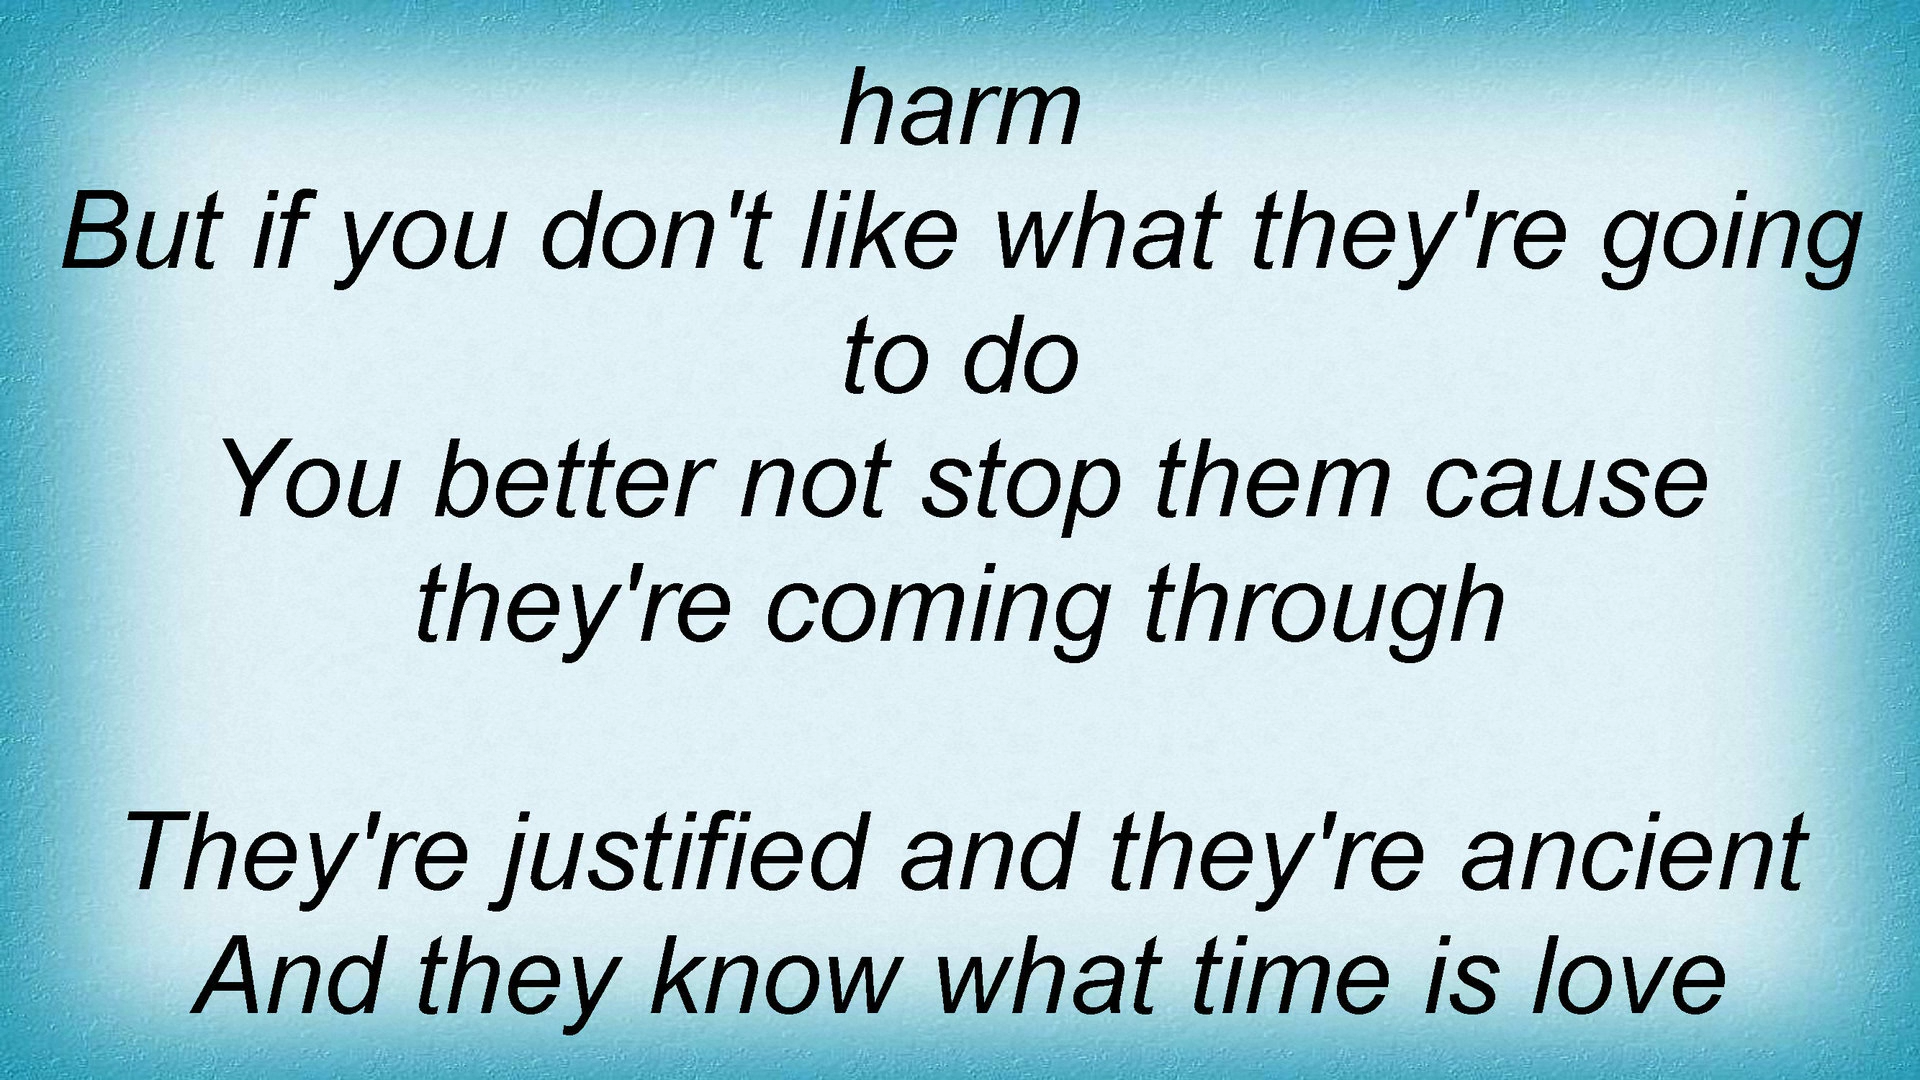 harm
But if you don't like what they're going
to do
You better not stop them cause
they're coming through
They're justified and they're ancient
And they know what time is love